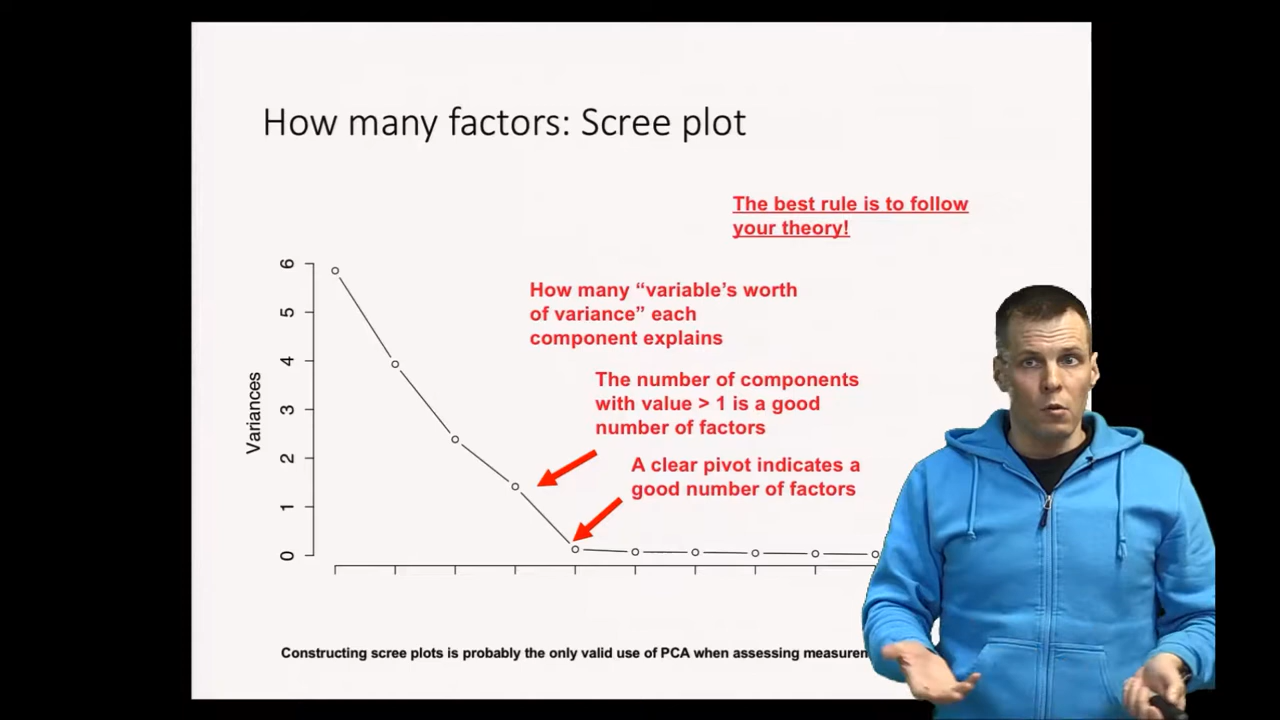 How many factors: Scree plot
The best rule is to follow
your theory!
How many “variable’s worth
of variance” each
component explains
The number of components
with value > 1 is a good
number of factors
A clear pivot indicates a
good number of factors
Variances
6
5
4
3
2
1
0
Constructing scree plots is probably the only valid use of PCA when assessing